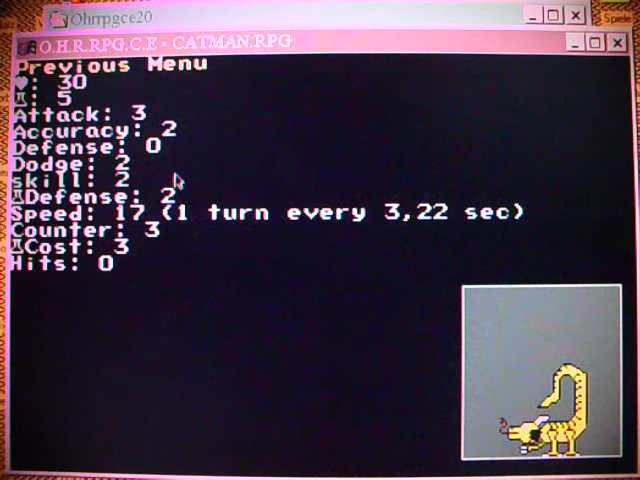 Ohrrpgce20
Spiele
O.H.R.RPG.C.E - CATMAN.RPG
Previous Menu
♥: 30
: 5
Attack: 3
Accuracy: 2
Defense: 0
Dodge: 2
skill: 2
Defense: 2
Speed: 17 (1 turn every 3,22 sec)
Counter: 3
Cost: 3
Hits: 0